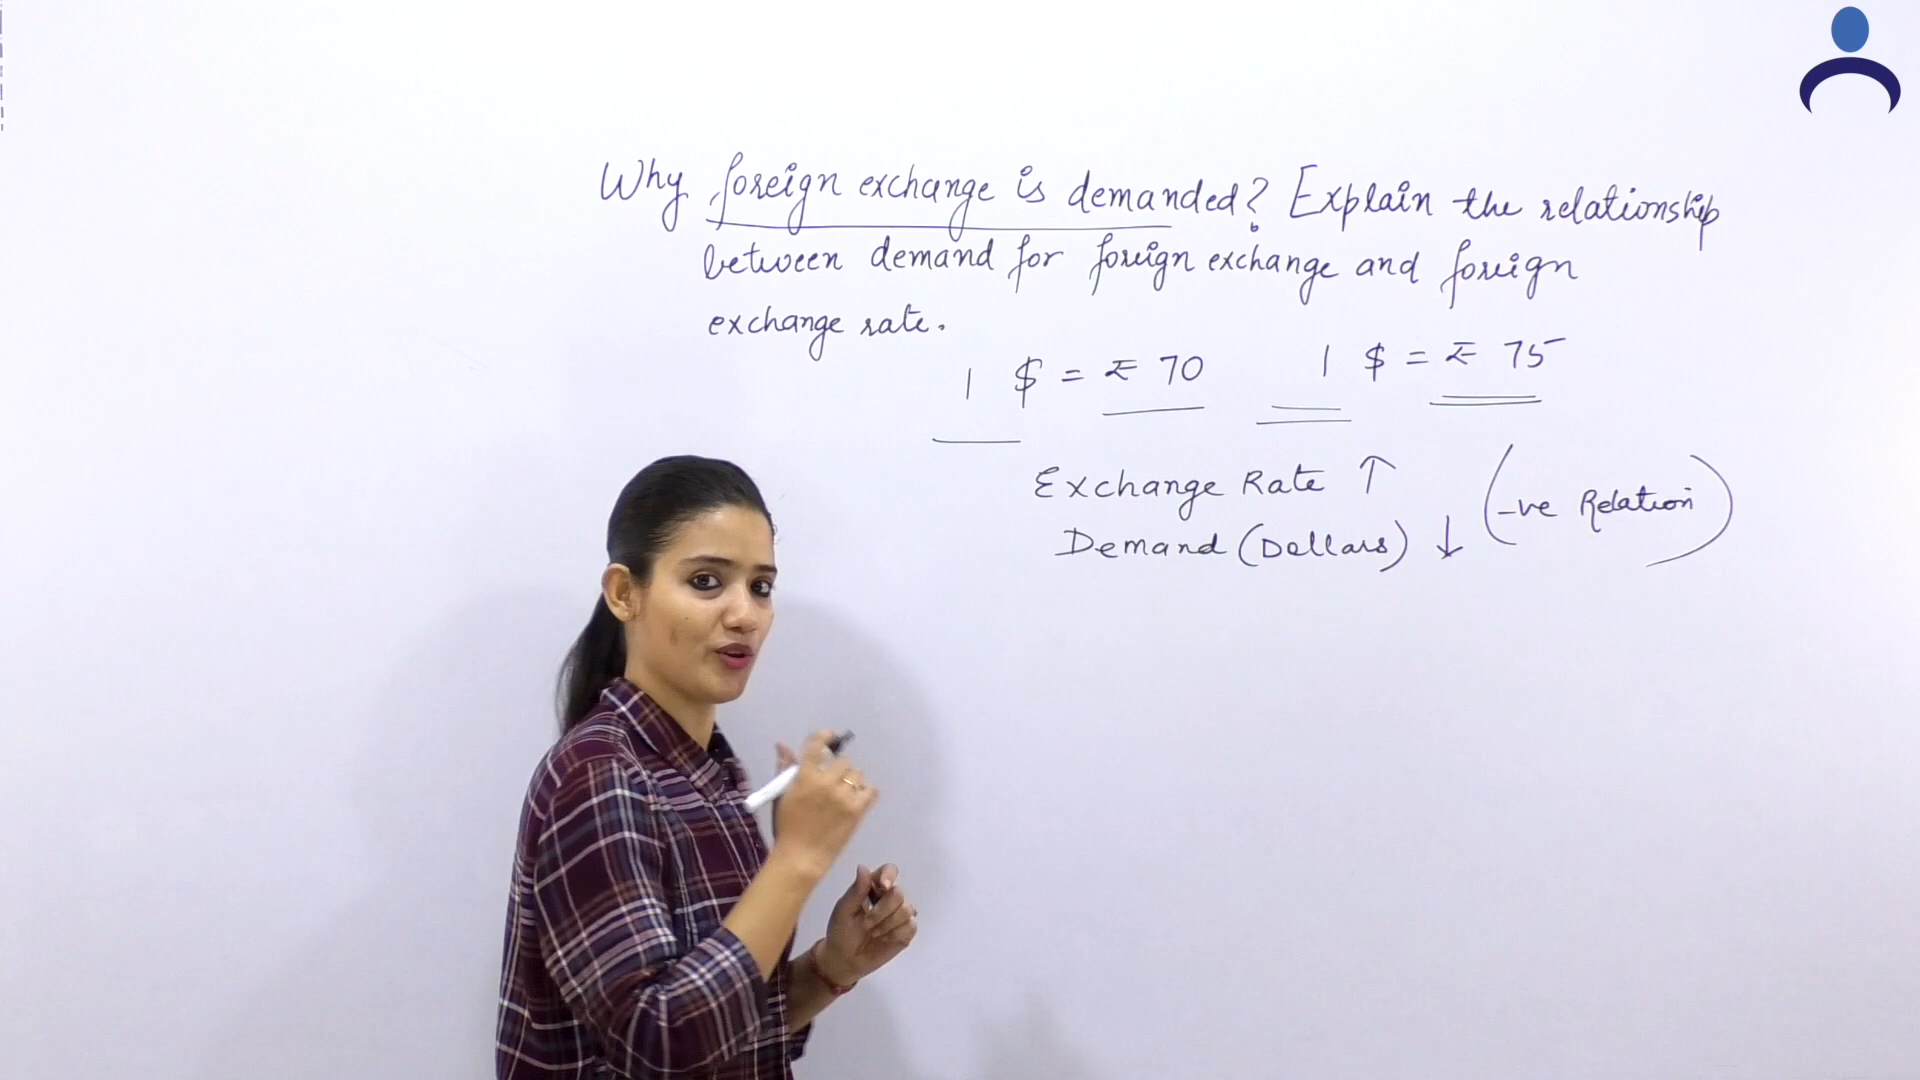 Why foreign exchange is demanded? Explain the relationship
between demand for foreign exchange and foreign
exchange rate.
1 $ = ₹ 70 1 $ = ₹ 75
Exchange Rate ↑
Demand (Dollars) ↓ (-ve Relation)